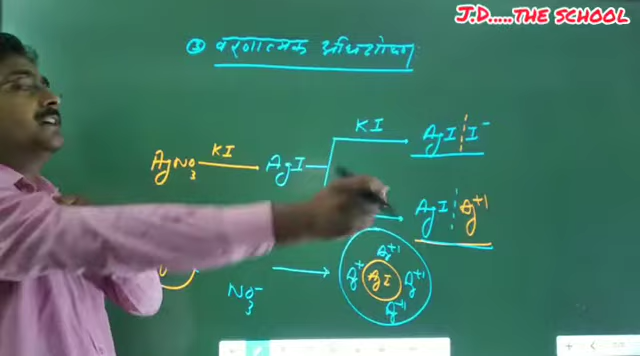 J.D.....THE SCHOOL
③ वरणात्मक अधिशोषण
KI
AgI ¦ I⁻
AgNO₃ KI AgI
AgI ¦ Ag⁺¹
Ag⁺¹
Ag⁺ AgI Ag⁺¹
NO₃⁻
Ag⁺¹